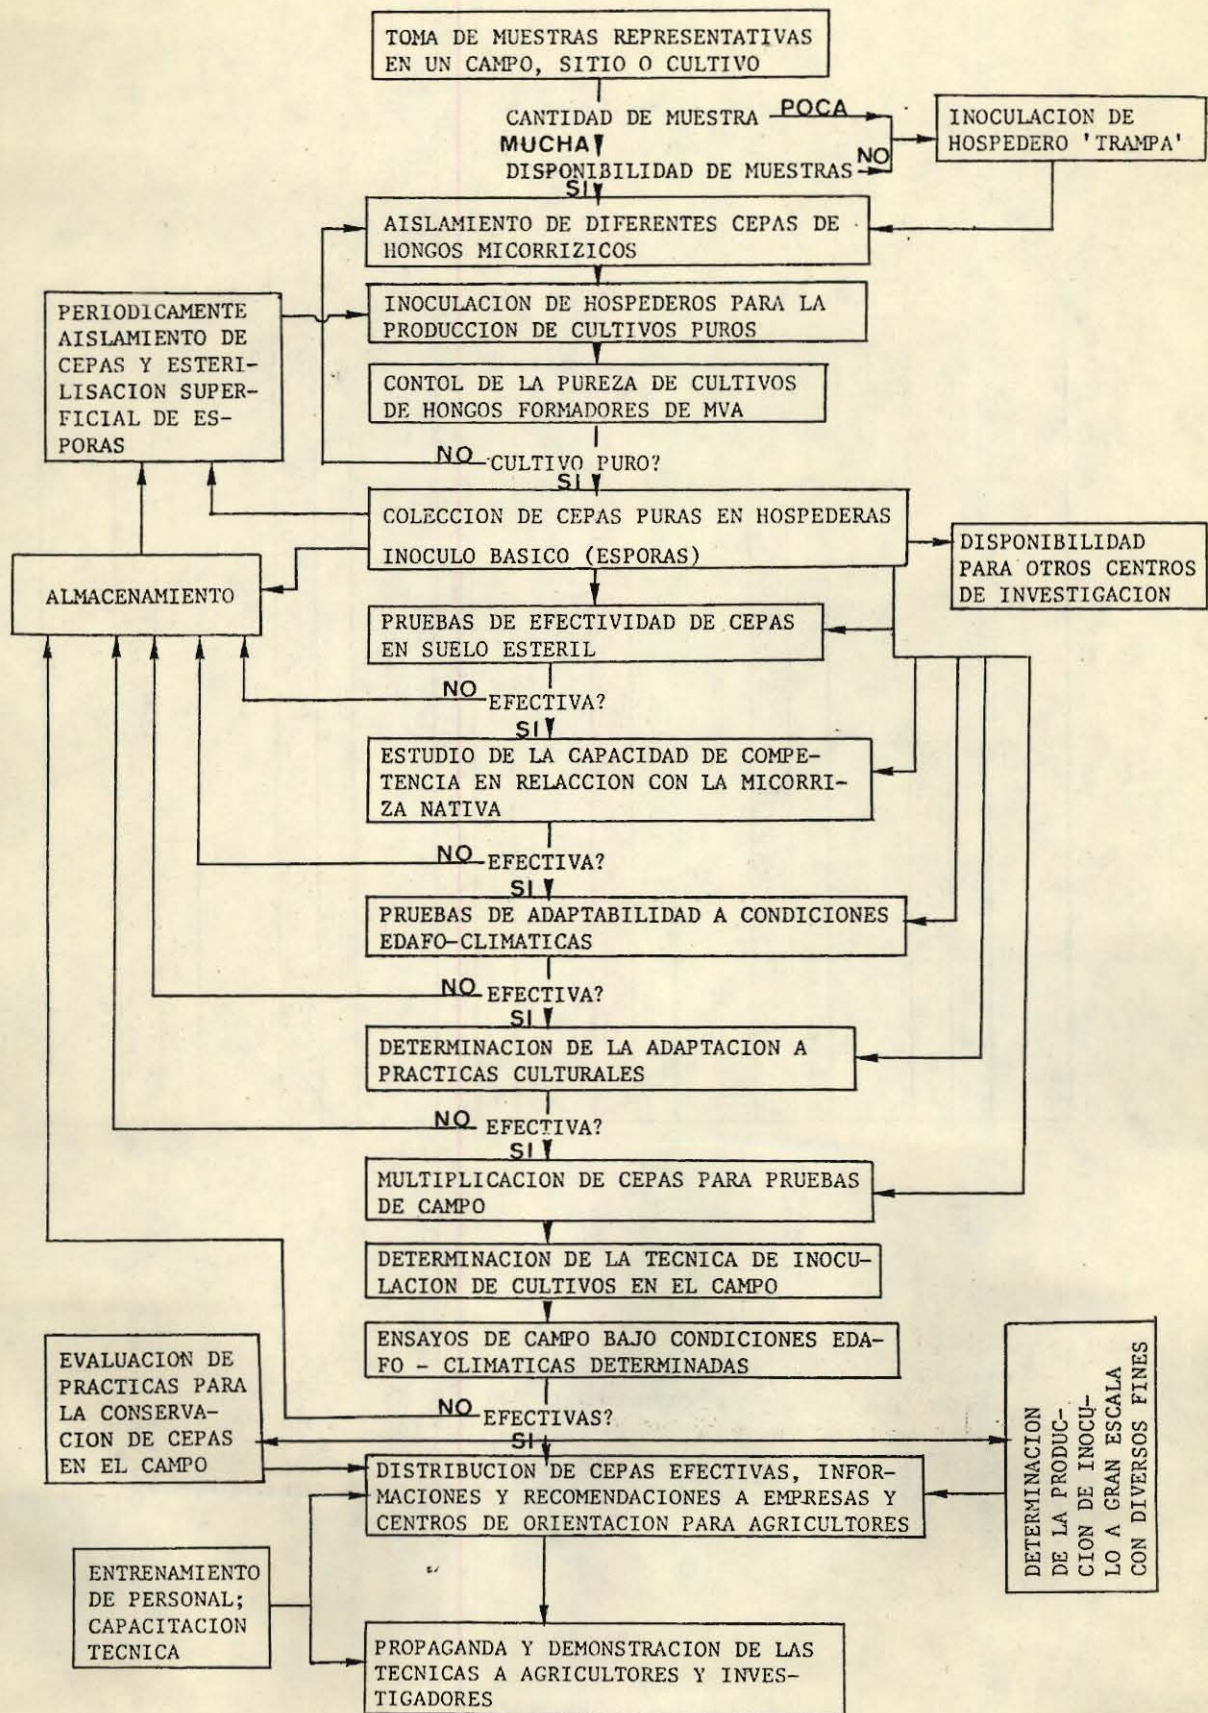 TOMA DE MUESTRAS REPRESENTATIVAS
EN UN CAMPO, SITIO O CULTIVO
CANTIDAD DE MUESTRA POCA
MUCHA
DISPONIBILIDAD DE MUESTRAS NO
SI
INOCULACION DE
HOSPEDERO 'TRAMPA'
AISLAMIENTO DE DIFERENTES CEPAS DE
HONGOS MICORRIZICOS
PERIODICAMENTE
AISLAMIENTO DE
CEPAS Y ESTERI-
LISACION SUPER-
FICIAL DE ES-
PORAS
INOCULACION DE HOSPEDEROS PARA LA
PRODUCCION DE CULTIVOS PUROS
CONTOL DE LA PUREZA DE CULTIVOS
DE HONGOS FORMADORES DE MVA
NO CULTIVO PURO?
SI
COLECCION DE CEPAS PURAS EN HOSPEDERAS
INOCULO BASICO (ESPORAS)
DISPONIBILIDAD
PARA OTROS CENTROS
DE INVESTIGACION
ALMACENAMIENTO
PRUEBAS DE EFECTIVIDAD DE CEPAS
EN SUELO ESTERIL
NO EFECTIVA?
SI
ESTUDIO DE LA CAPACIDAD DE COMPE-
TENCIA EN RELACCION CON LA MICORRI-
ZA NATIVA
NO EFECTIVA?
SI
PRUEBAS DE ADAPTABILIDAD A CONDICIONES
EDAFO-CLIMATICAS
NO EFECTIVA?
SI
DETERMINACION DE LA ADAPTACION A
PRACTICAS CULTURALES
NO EFECTIVA?
SI
MULTIPLICACION DE CEPAS PARA PRUEBAS
DE CAMPO
DETERMINACION DE LA TECNICA DE INOCU-
LACION DE CULTIVOS EN EL CAMPO
ENSAYOS DE CAMPO BAJO CONDICIONES EDA-
FO - CLIMATICAS DETERMINADAS
NO EFECTIVAS?
SI
EVALUACION DE
PRACTICAS PARA
LA CONSERVA-
CION DE CEPAS
EN EL CAMPO
DETERMINACION
DE LA PRODUC-
CION DE INOCU-
LO A GRAN ESCALA
CON DIVERSOS FINES
DISTRIBUCION DE CEPAS EFECTIVAS, INFOR-
MACIONES Y RECOMENDACIONES A EMPRESAS Y
CENTROS DE ORIENTACION PARA AGRICULTORES
ENTRENAMIENTO
DE PERSONAL;
CAPACITACION
TECNICA
PROPAGANDA Y DEMONSTRACION DE LAS
TECNICAS A AGRICULTORES Y INVES-
TIGADORES